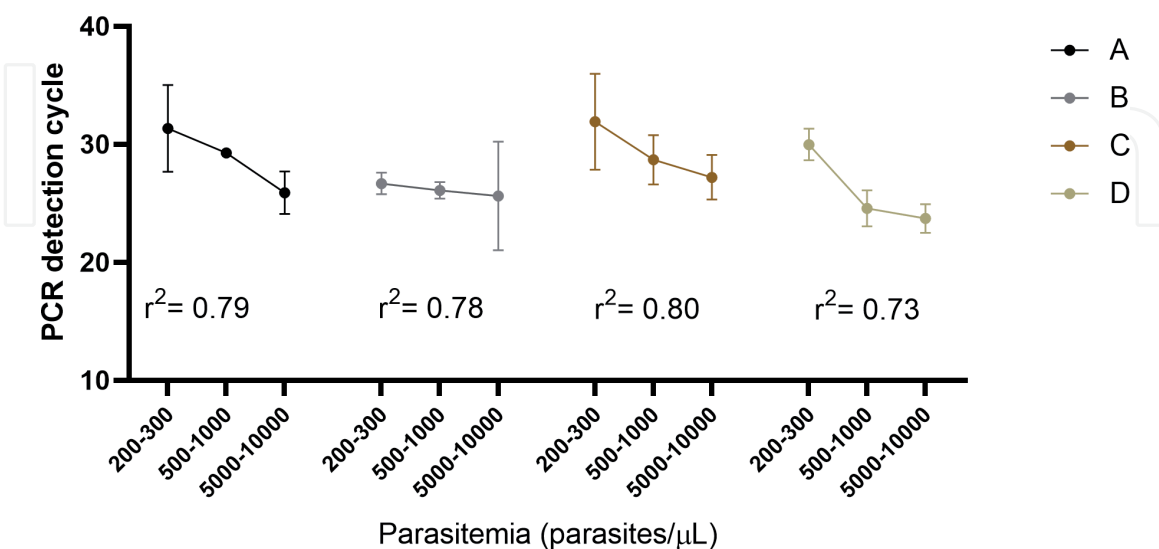 PCR detection cycle
40
30
20
10
r²= 0.79
r²= 0.78
r²= 0.80
r²= 0.73
200-300
500-1000
5000-10000
200-300
500-1000
5000-10000
200-300
500-1000
5000-10000
200-300
500-1000
5000-10000
Parasitemia (parasites/μL)
A
B
C
D